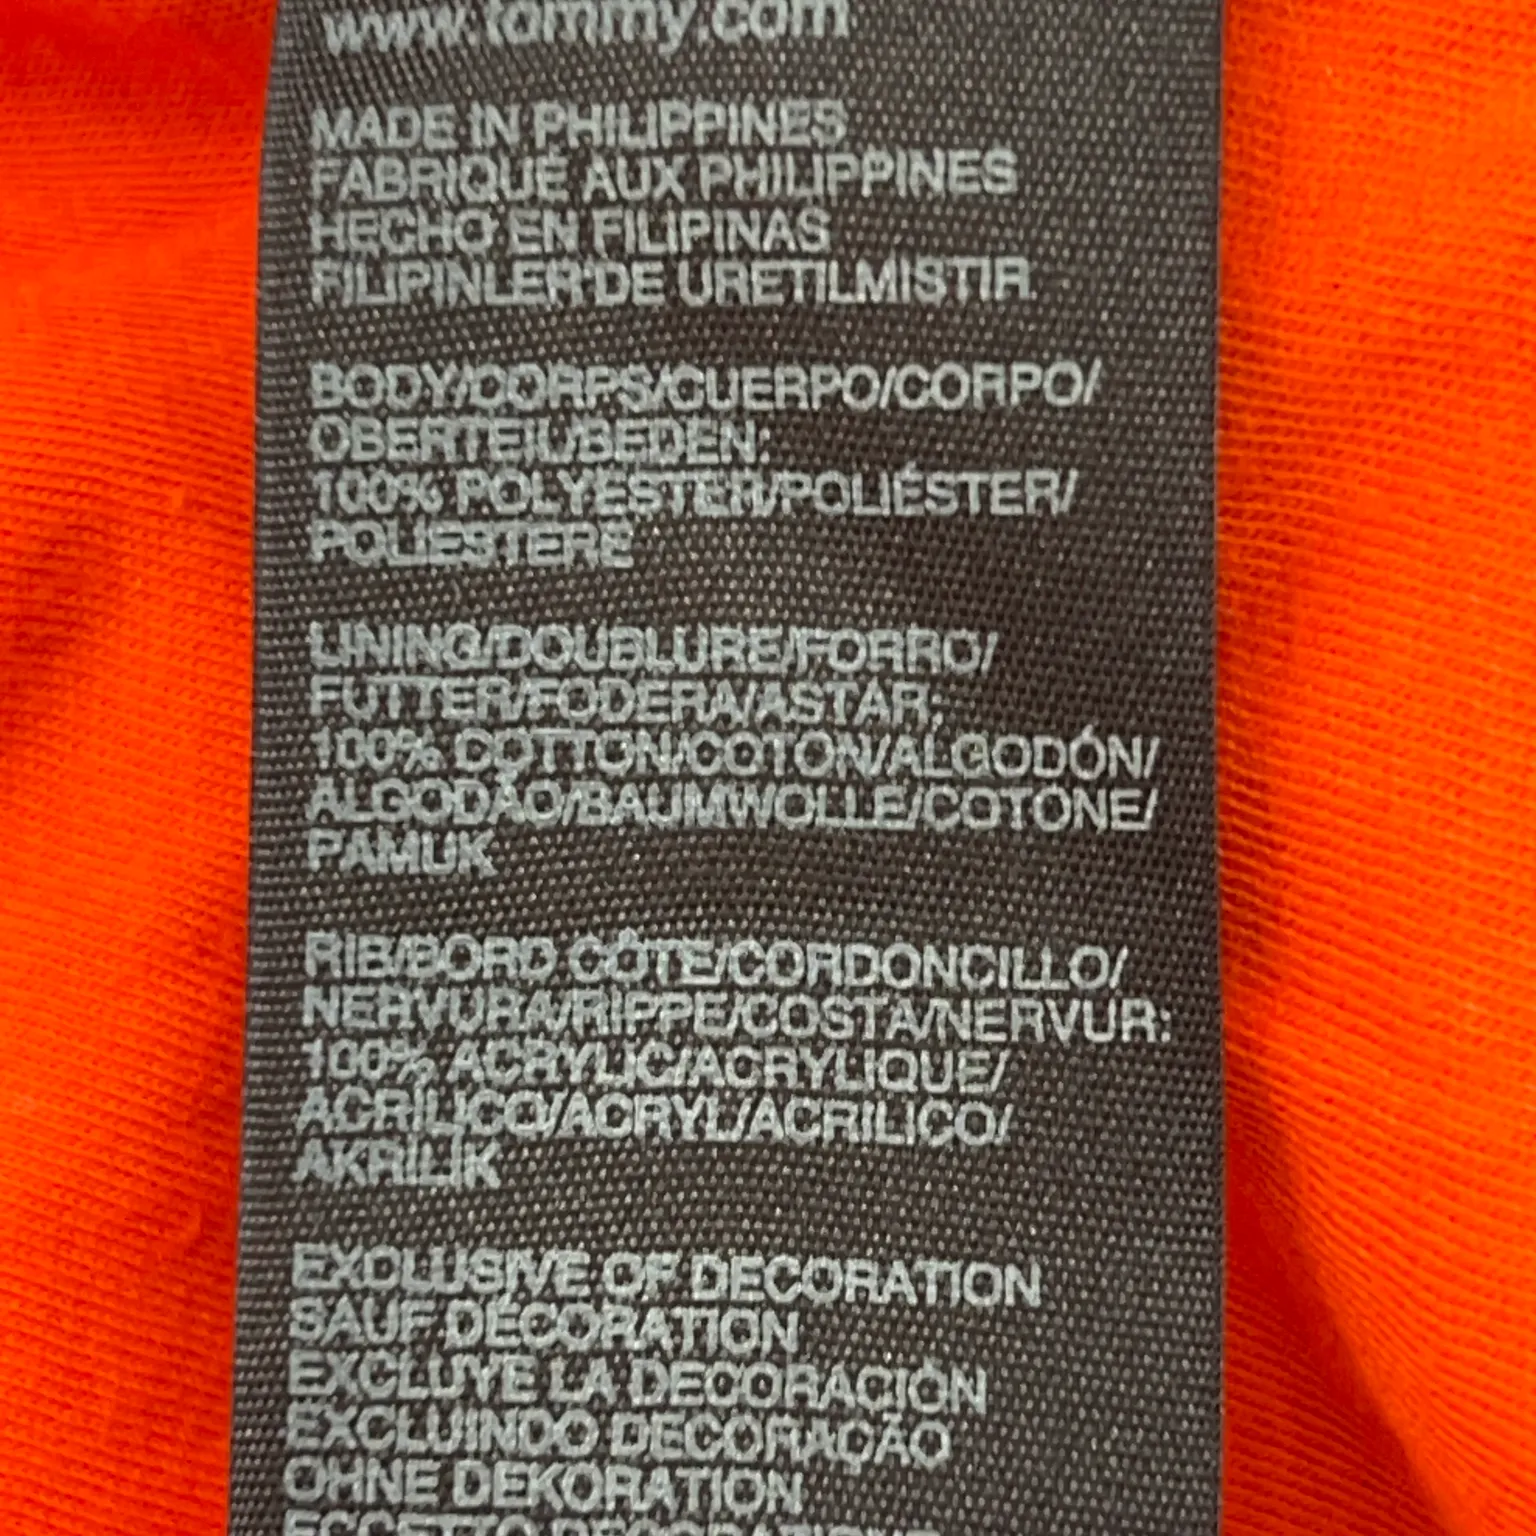 www.tommy.com
MADE IN PHILIPPINES
FABRIQUÉ AUX PHILIPPINES
HECHO EN FILIPINAS
FILIPINLER'DE URETILMISTIR.
BODY/CORPS/CUERPO/CORPO/
OBERTEIL/BEDEN:
100% POLYESTER/POLIÉSTER/
POLIESTERE
LINING/DOUBLURE/FORRO/
FUTTER/FODERA/ASTAR:
100% COTTON/COTON/ALGODÓN/
ALGODÃO/BAUMWOLLE/COTONE/
PAMUK
RIB/BORD CÔTE/CORDONCILLO/
NERVURA/RIPPE/COSTA/NERVUR:
100% ACRYLIC/ACRYLIQUE/
ACRÍLICO/ACRYL/ACRILICO/
AKRİLİK
EXCLUSIVE OF DECORATION
SAUF DÉCORATION
EXCLUYE LA DECORACIÓN
EXCLUINDO DECORAÇÃO
OHNE DEKORATION